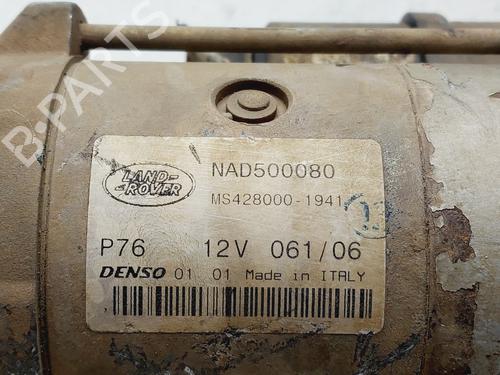 B-PARTS
LAND-
ROVER
NAD500080
MS428000-1941
P76 12V 061/06
DENSO 01 01 Made in ITALY